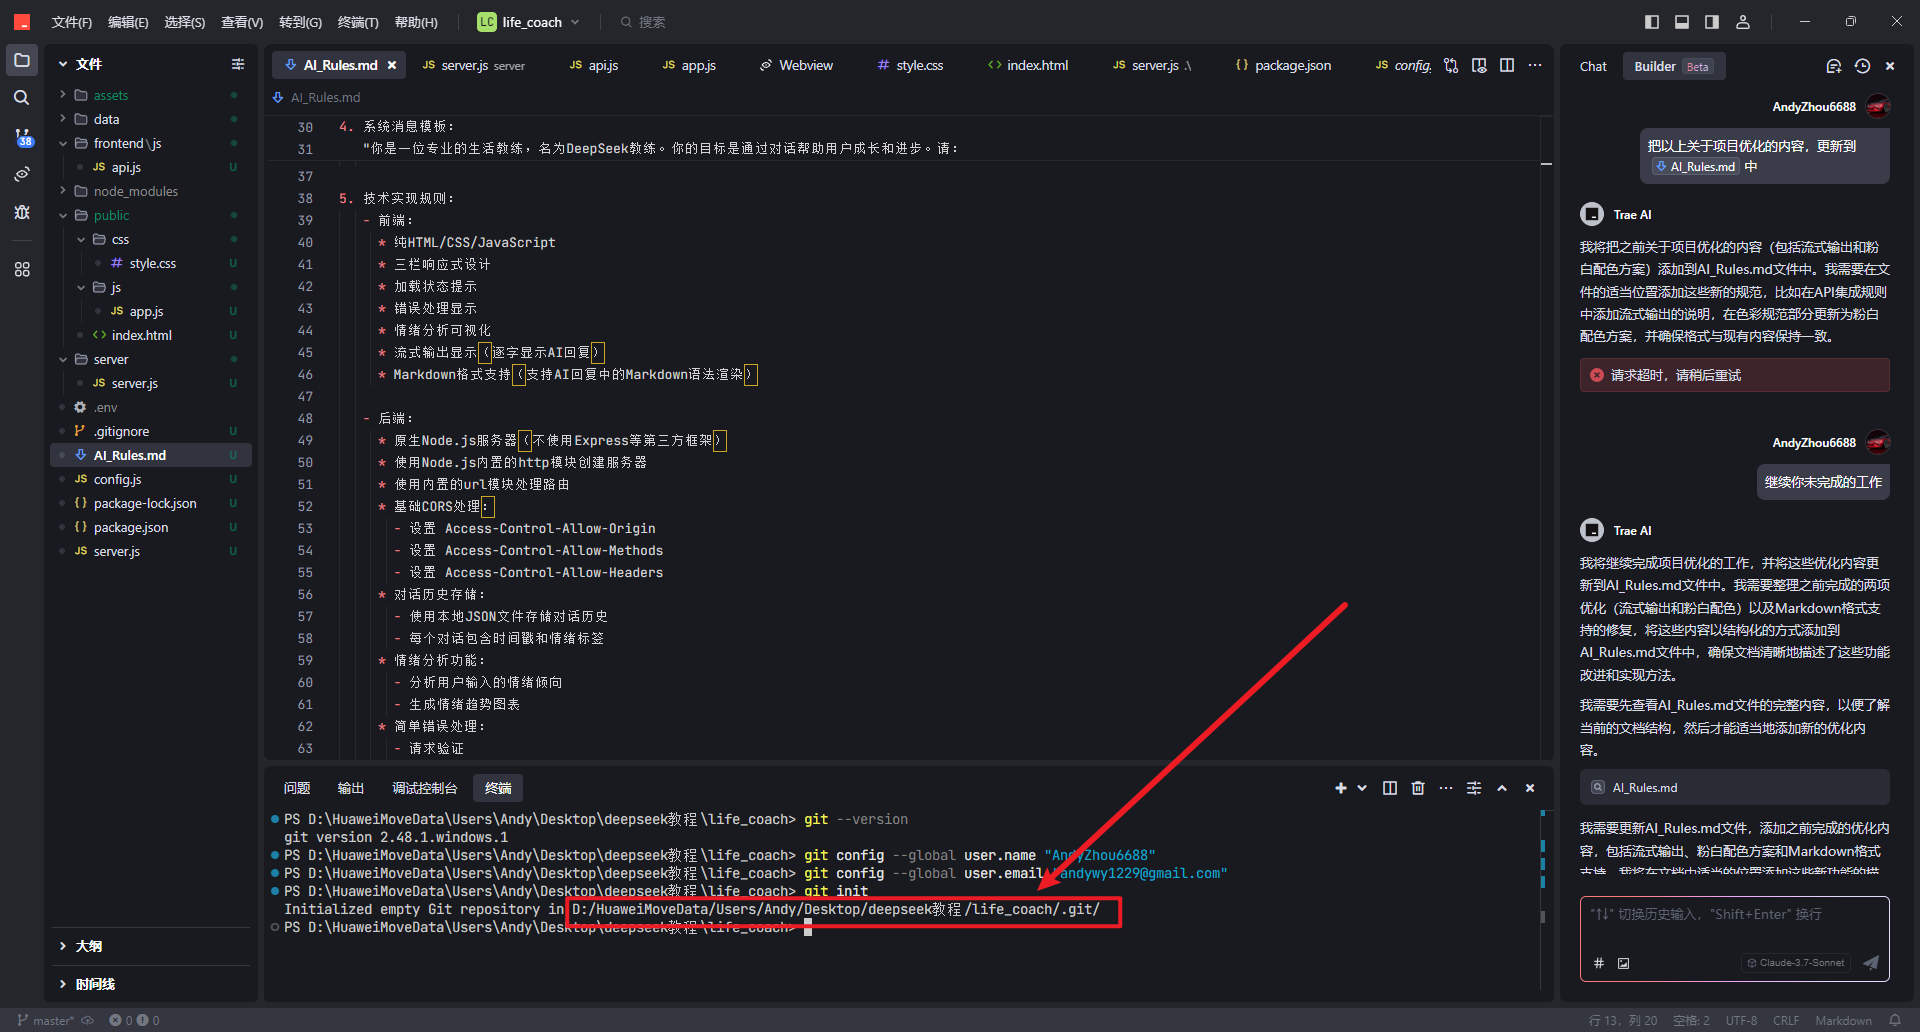 文件(F) 编辑(E) 选择(S) 查看(V) 转到(G) 终端(T) 帮助(H) LC life_coach 搜索
文件
assets
data
frontend\js
JS api.js U
node_modules
public
css
# style.css U
js
JS app.js U
<> index.html U
server
JS server.js U
.env
.gitignore U
AI_Rules.md U
JS config.js U
{} package-lock.json U
{} package.json U
JS server.js U
大纲
时间线
38
AI_Rules.md JS server.js server JS api.js JS app.js Webview # style.css <> index.html JS server.js .\ {} package.json JS config.
AI_Rules.md
30 4. 系统消息模板：
31 "你是一位专业的生活教练，名为DeepSeek教练。你的目标是通过对话帮助用户成长和进步。请：
37
38 5. 技术实现规则：
39 - 前端：
40 * 纯HTML/CSS/JavaScript
41 * 三栏响应式设计
42 * 加载状态提示
43 * 错误处理显示
44 * 情绪分析可视化
45 * 流式输出显示（逐字显示AI回复）
46 * Markdown格式支持（支持AI回复中的Markdown语法渲染）
47
48 - 后端：
49 * 原生Node.js服务器（不使用Express等第三方框架）
50 * 使用Node.js内置的http模块创建服务器
51 * 使用内置的url模块处理路由
52 * 基础CORS处理：
53 - 设置 Access-Control-Allow-Origin
54 - 设置 Access-Control-Allow-Methods
55 - 设置 Access-Control-Allow-Headers
56 * 对话历史存储：
57 - 使用本地JSON文件存储对话历史
58 - 每个对话包含时间戳和情绪标签
59 * 情绪分析功能：
60 - 分析用户输入的情绪倾向
61 - 生成情绪趋势图表
62 * 简单错误处理：
63 - 请求验证
问题 输出 调试控制台 终端
PS D:\HuaweiMoveData\Users\Andy\Desktop\deepseek教程\life_coach> git --version
git version 2.48.1.windows.1
PS D:\HuaweiMoveData\Users\Andy\Desktop\deepseek教程\life_coach> git config --global user.name "AndyZhou6688"
PS D:\HuaweiMoveData\Users\Andy\Desktop\deepseek教程\life_coach> git config --global user.email "andywy1229@gmail.com"
PS D:\HuaweiMoveData\Users\Andy\Desktop\deepseek教程\life_coach> git init
Initialized empty Git repository in D:/HuaweiMoveData/Users/Andy/Desktop/deepseek教程/life_coach/.git/
PS D:\HuaweiMoveData\Users\Andy\Desktop\deepseek教程\life_coach>
Chat Builder Beta
AndyZhou6688
把以上关于项目优化的内容，更新到
AI_Rules.md 中
Trae AI
我将把之前关于项目优化的内容（包括流式输出和粉
白配色方案）添加到AI_Rules.md文件中。我需要在文
件的适当位置添加这些新的规范，比如在API集成规则
中添加流式输出的说明，在色彩规范部分更新为粉白
配色方案，并确保格式与现有内容保持一致。
请求超时，请稍后重试
AndyZhou6688
继续你未完成的工作
Trae AI
我将继续完成项目优化的工作，并将这些优化内容更
新到AI_Rules.md文件中。我需要整理之前完成的两项
优化（流式输出和粉白配色）以及Markdown格式支
持的修复，将这些内容以结构化的方式添加到
AI_Rules.md文件中，确保文档清晰地描述了这些功能
改进和实现方法。
我需要先查看AI_Rules.md文件的完整内容，以便了解
当前的文档结构，然后才能适当地添加新的优化内
容。
AI_Rules.md
我需要更新AI_Rules.md文件，添加之前完成的优化内
容，包括流式输出、粉白配色方案和Markdown格式
支持。我将在文档中适当的位置添加这些新功能的描
"↑↓" 切换历史输入，"Shift+Enter" 换行
# Claude-3.7-Sonnet
master* 0 0 行 13，列 20 空格: 2 UTF-8 CRLF Markdown